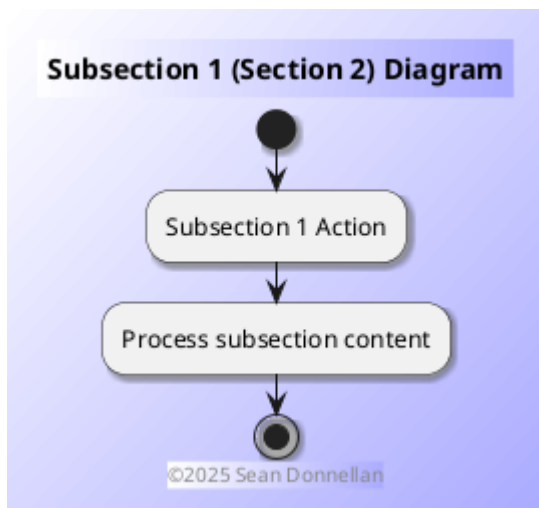 Subsection 1 (Section 2) Diagram
Subsection 1 Action
Process subsection content
©2025 Sean Donnellan